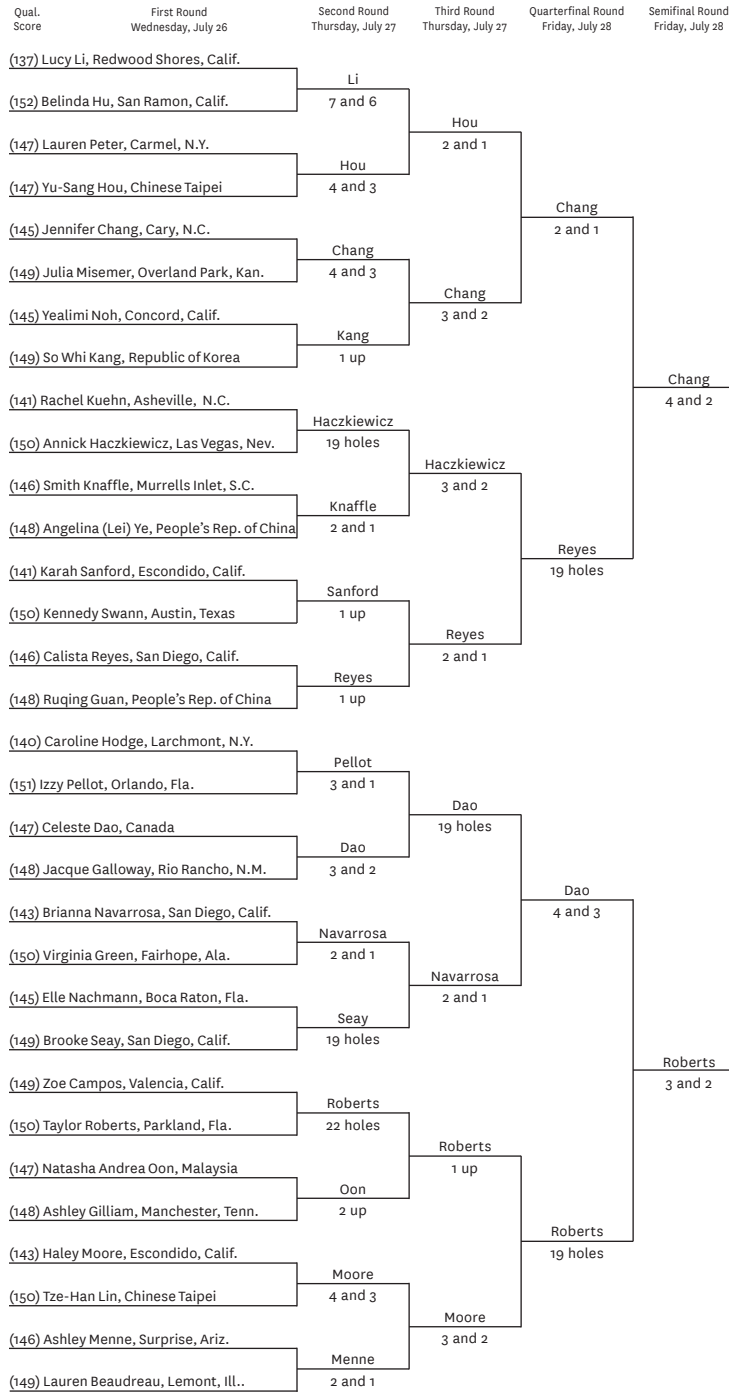 Qual.
Score
First Round
Wednesday, July 26
Second Round
Thursday, July 27
Third Round
Thursday, July 27
Quarterfinal Round
Friday, July 28
Semifinal Round
Friday, July 28
(137) Lucy Li, Redwood Shores, Calif.
(152) Belinda Hu, San Ramon, Calif.
(147) Lauren Peter, Carmel, N.Y.
(147) Yu-Sang Hou, Chinese Taipei
(145) Jennifer Chang, Cary, N.C.
(149) Julia Misemer, Overland Park, Kan.
(145) Yealimi Noh, Concord, Calif.
(149) So Whi Kang, Republic of Korea
(141) Rachel Kuehn, Asheville, N.C.
(150) Annick Haczkiewicz, Las Vegas, Nev.
(146) Smith Knaffle, Murrells Inlet, S.C.
(148) Angelina (Lei) Ye, People's Rep. of China
(141) Karah Sanford, Escondido, Calif.
(150) Kennedy Swann, Austin, Texas
(146) Calista Reyes, San Diego, Calif.
(148) Ruqing Guan, People's Rep. of China
(140) Caroline Hodge, Larchmont, N.Y.
(151) Izzy Pellot, Orlando, Fla.
(147) Celeste Dao, Canada
(148) Jacque Galloway, Rio Rancho, N.M.
(143) Brianna Navarrosa, San Diego, Calif.
(150) Virginia Green, Fairhope, Ala.
(145) Elle Nachmann, Boca Raton, Fla.
(149) Brooke Seay, San Diego, Calif.
(149) Zoe Campos, Valencia, Calif.
(150) Taylor Roberts, Parkland, Fla.
(147) Natasha Andrea Oon, Malaysia
(148) Ashley Gilliam, Manchester, Tenn.
(143) Haley Moore, Escondido, Calif.
(150) Tze-Han Lin, Chinese Taipei
(146) Ashley Menne, Surprise, Ariz.
(149) Lauren Beaudreau, Lemont, Ill..
Li
7 and 6
Hou
4 and 3
Chang
4 and 3
Kang
1 up
Haczkiewicz
19 holes
Knaffle
2 and 1
Sanford
1 up
Reyes
1 up
Pellot
3 and 1
Dao
3 and 2
Navarrosa
2 and 1
Seay
19 holes
Roberts
22 holes
Oon
2 up
Moore
4 and 3
Menne
2 and 1
Hou
2 and 1
Chang
3 and 2
Haczkiewicz
3 and 2
Reyes
2 and 1
Dao
19 holes
Navarrosa
2 and 1
Roberts
1 up
Moore
3 and 2
Chang
2 and 1
Reyes
19 holes
Dao
4 and 3
Roberts
19 holes
Chang
4 and 2
Roberts
3 and 2